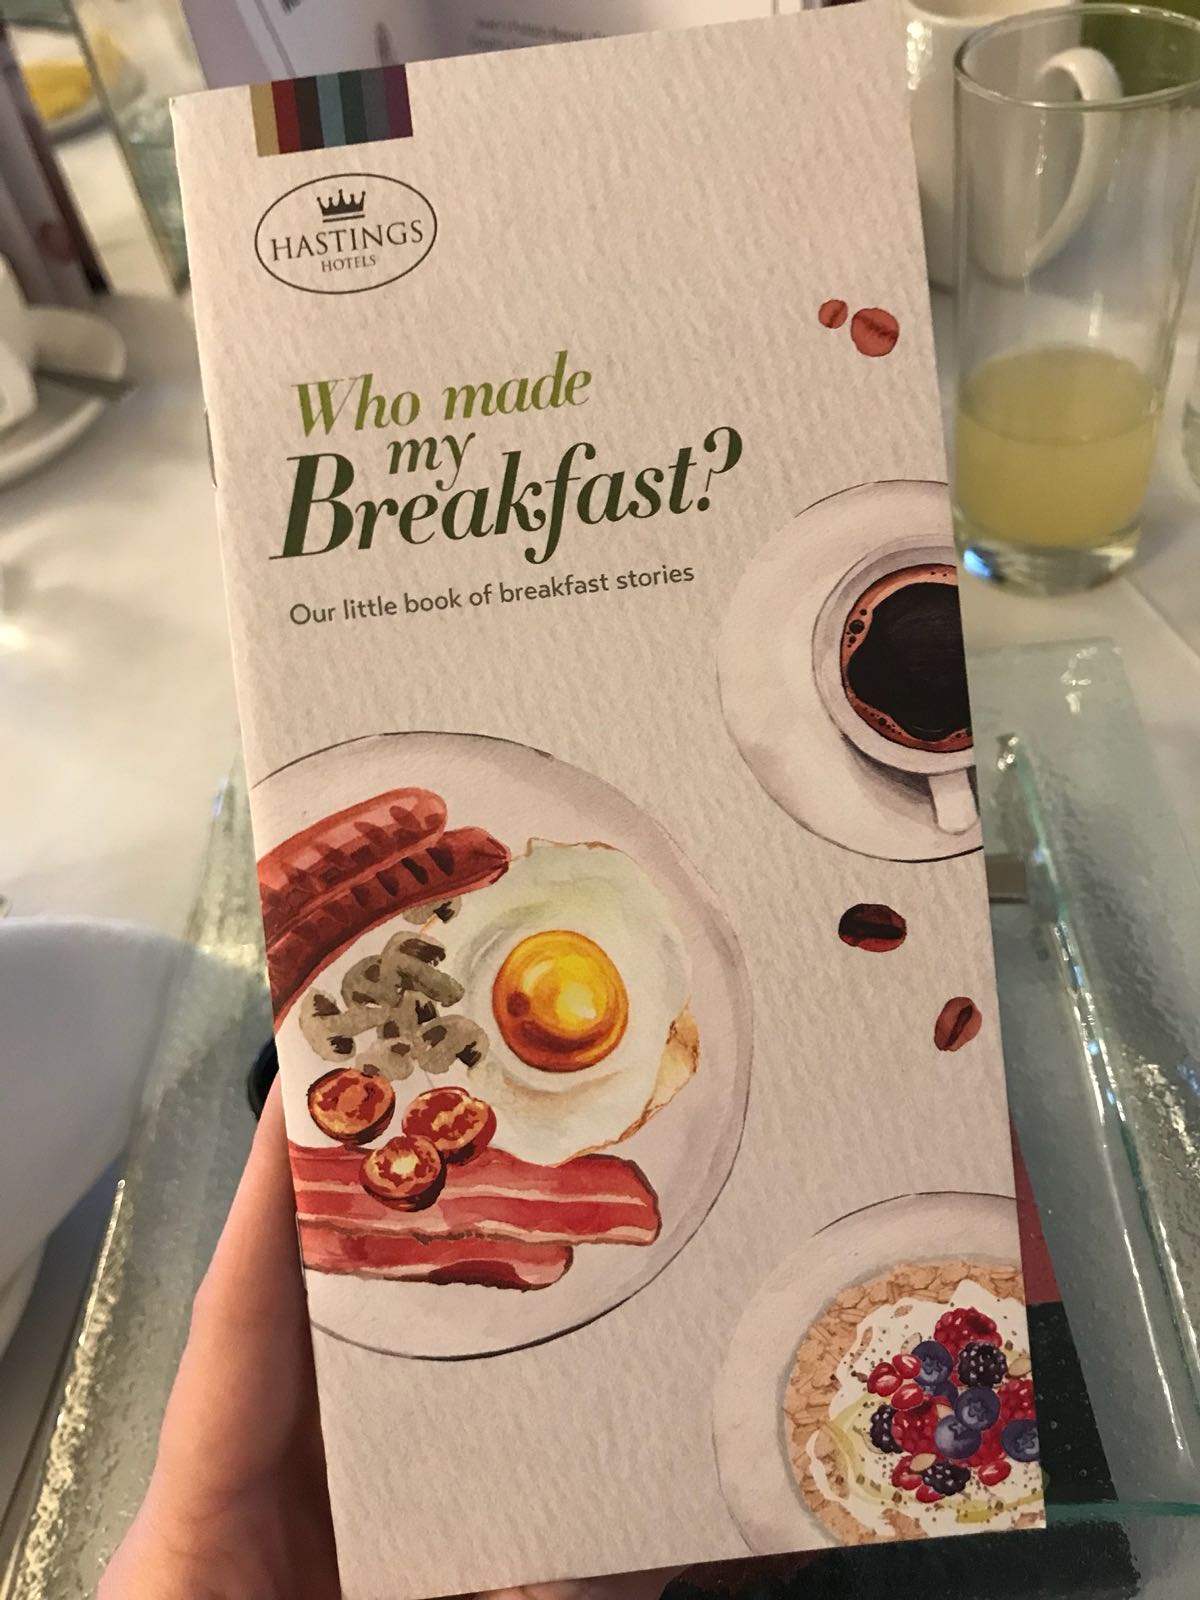 HASTINGS
HOTELS
Who made
my
Breakfast?
Our little book of breakfast stories